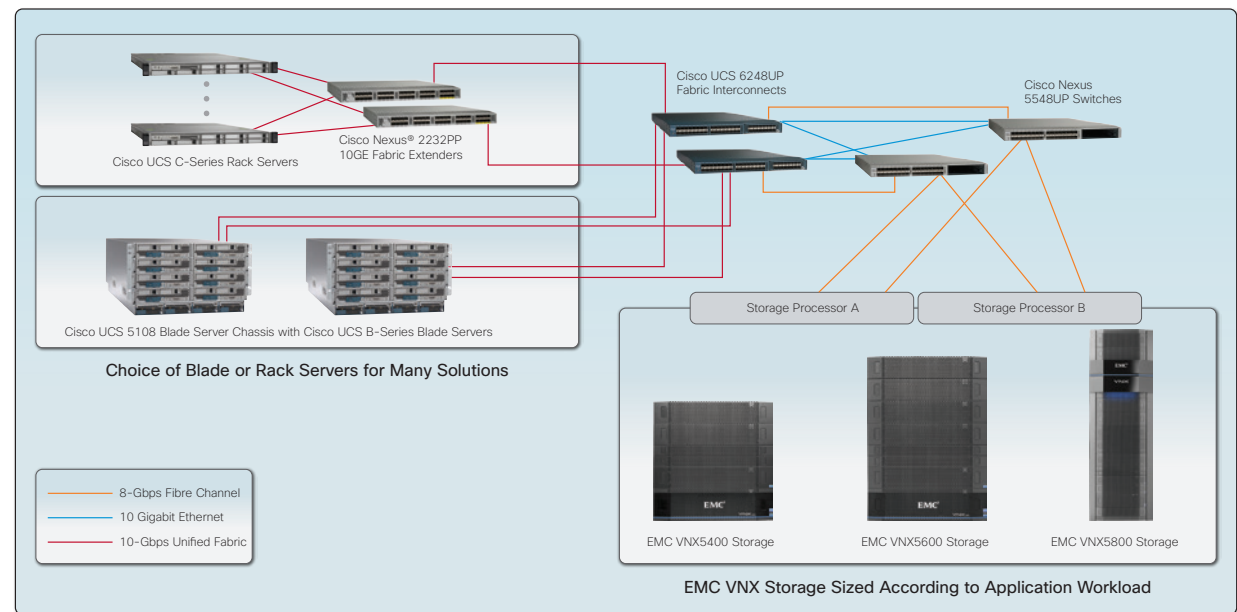 Cisco UCS C-Series Rack Servers
Cisco Nexus® 2232PP
10GE Fabric Extenders
Cisco UCS 6248UP
Fabric Interconnects
Cisco Nexus
5548UP Switches
Cisco UCS 5108 Blade Server Chassis with Cisco UCS B-Series Blade Servers
Choice of Blade or Rack Servers for Many Solutions
Storage Processor A
Storage Processor B
EMC²
VNX
EMC²
EMC²
EMC VNX5400 Storage
EMC VNX5600 Storage
EMC VNX5800 Storage
EMC VNX Storage Sized According to Application Workload
8-Gbps Fibre Channel
10 Gigabit Ethernet
10-Gbps Unified Fabric